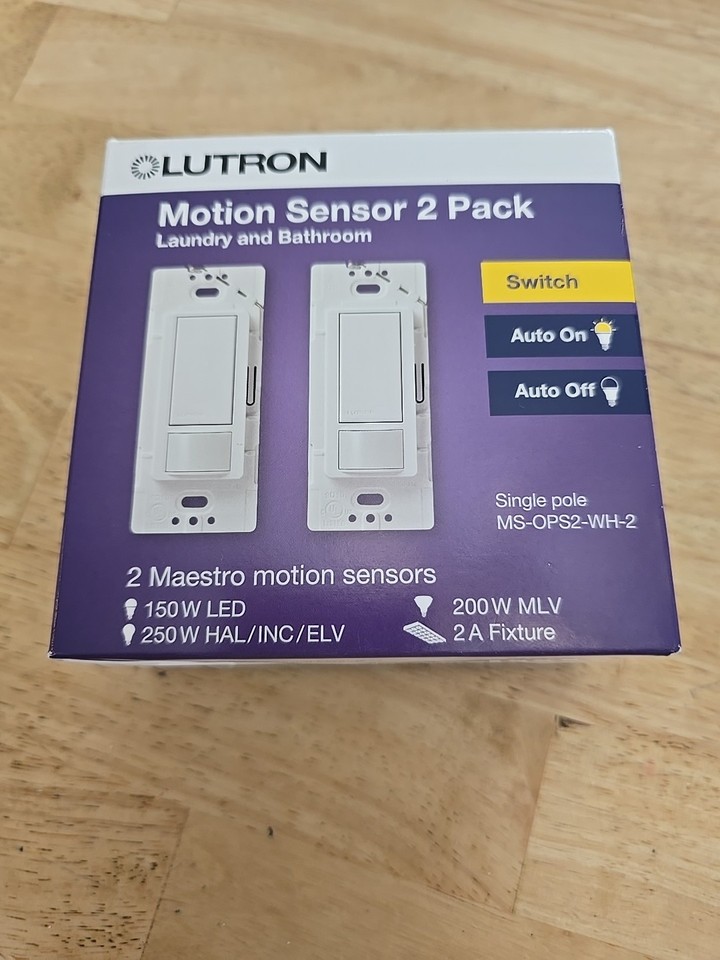 LUTRON
Motion Sensor 2 Pack
Laundry and Bathroom
Switch
Auto On
Auto Off
Single pole
MS-OPS2-WH-2
2 Maestro motion sensors
150 W LED
200 W MLV
250 W HAL/INC/ELV
2 A Fixture